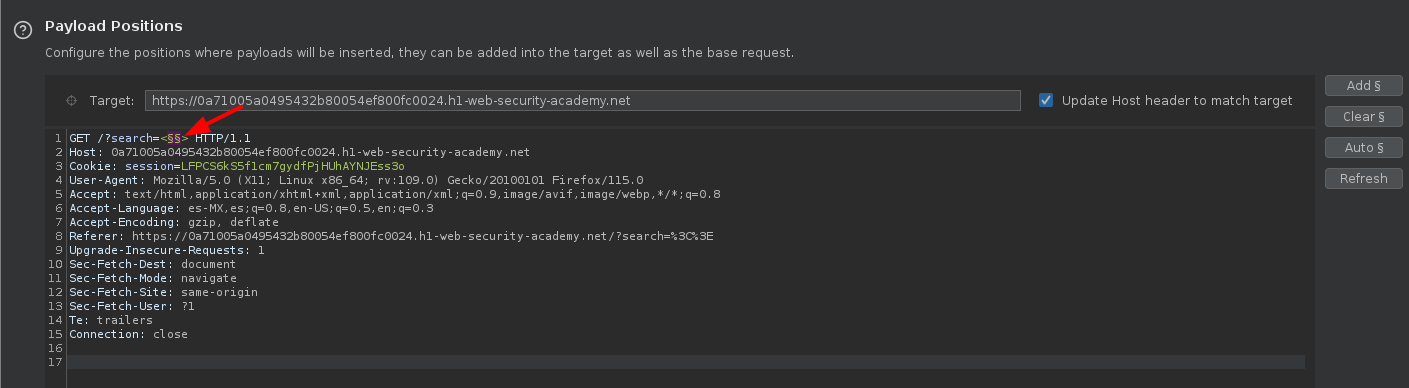 Payload Positions
Configure the positions where payloads will be inserted, they can be added into the target as well as the base request.
Target: https://0a71005a0495432b80054ef800fc0024.h1-web-security-academy.net
Update Host header to match target
Add §
Clear §
Auto §
Refresh
1 GET /?search=<§§> HTTP/1.1
2 Host: 0a71005a0495432b80054ef800fc0024.h1-web-security-academy.net
3 Cookie: session=LFPCS6kS5f1cm7gydfPjHUhAYNJEss3o
4 User-Agent: Mozilla/5.0 (X11; Linux x86_64; rv:109.0) Gecko/20100101 Firefox/115.0
5 Accept: text/html,application/xhtml+xml,application/xml;q=0.9,image/avif,image/webp,*/*;q=0.8
6 Accept-Language: es-MX,es;q=0.8,en-US;q=0.5,en;q=0.3
7 Accept-Encoding: gzip, deflate
8 Referer: https://0a71005a0495432b80054ef800fc0024.h1-web-security-academy.net/?search=%3C%3E
9 Upgrade-Insecure-Requests: 1
10 Sec-Fetch-Dest: document
11 Sec-Fetch-Mode: navigate
12 Sec-Fetch-Site: same-origin
13 Sec-Fetch-User: ?1
14 Te: trailers
15 Connection: close
16
17